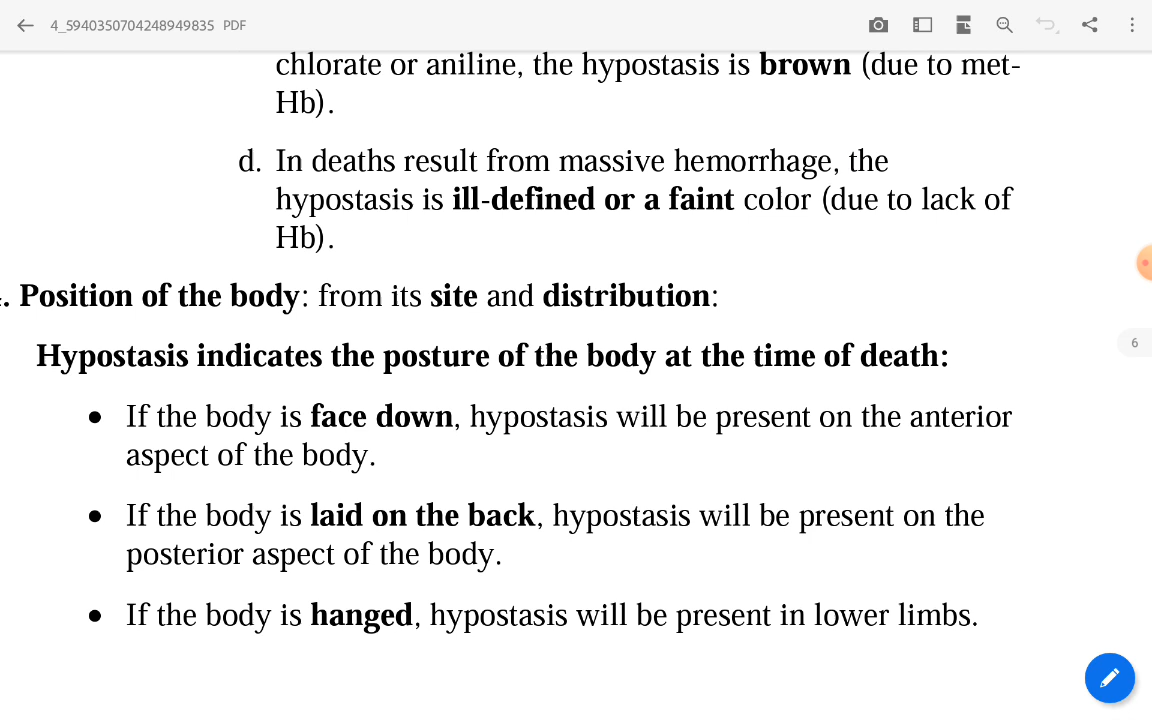 4_5940350704248949835 PDF
chlorate or aniline, the hypostasis is brown (due to met-
Hb).
d. In deaths result from massive hemorrhage, the
hypostasis is ill-defined or a faint color (due to lack of
Hb).
. Position of the body: from its site and distribution:
6
Hypostasis indicates the posture of the body at the time of death:
• If the body is face down, hypostasis will be present on the anterior
aspect of the body.
• If the body is laid on the back, hypostasis will be present on the
posterior aspect of the body.
• If the body is hanged, hypostasis will be present in lower limbs.